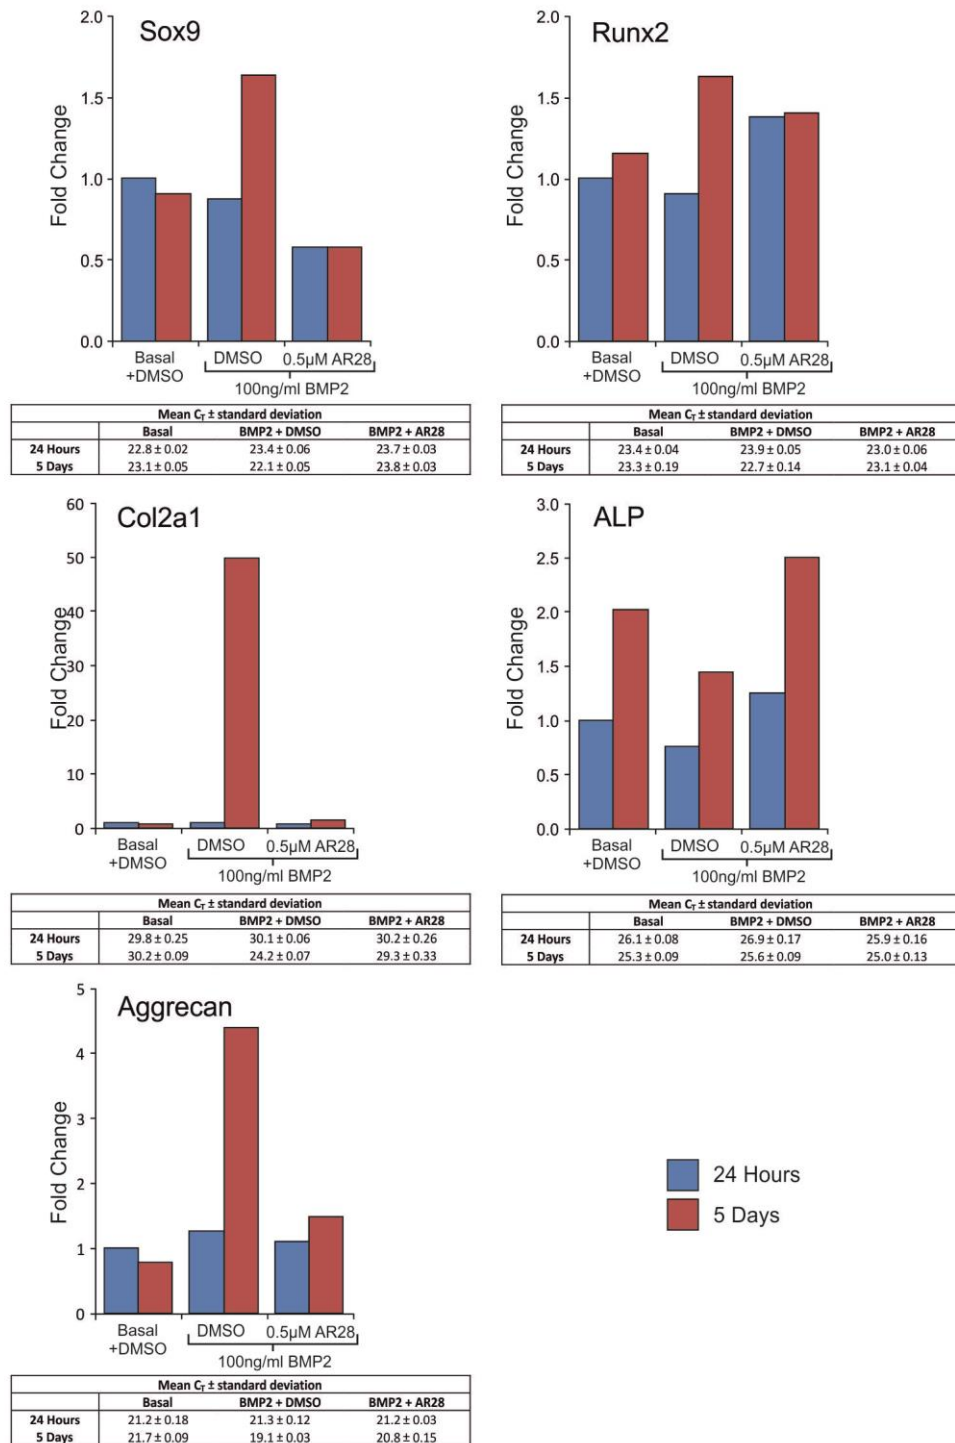 Sox9
2.0
1.5
1.0
0.5
0.0
Fold Change
Basal
+DMSO
DMSO
0.5µM AR28
100ng/ml BMP2
Mean CT ± standard deviation
Basal BMP2 + DMSO BMP2 + AR28
24 Hours 22.8 ± 0.02 23.4 ± 0.06 23.7 ± 0.03
5 Days 23.1 ± 0.05 22.1 ± 0.05 23.8 ± 0.03
Runx2
2.0
1.5
1.0
0.5
0.0
Fold Change
Basal
+DMSO
DMSO
0.5µM AR28
100ng/ml BMP2
Mean CT ± standard deviation
Basal BMP2 + DMSO BMP2 + AR28
24 Hours 23.4 ± 0.04 23.9 ± 0.05 23.0 ± 0.06
5 Days 23.3 ± 0.19 22.7 ± 0.14 23.1 ± 0.04
Col2a1
60
50
40
30
20
10
0
Fold Change
Basal
+DMSO
DMSO
0.5µM AR28
100ng/ml BMP2
Mean CT ± standard deviation
Basal BMP2 + DMSO BMP2 + AR28
24 Hours 29.8 ± 0.25 30.1 ± 0.06 30.2 ± 0.26
5 Days 30.2 ± 0.09 24.2 ± 0.07 29.3 ± 0.33
ALP
3.0
2.5
2.0
1.5
1.0
0.5
0.0
Fold Change
Basal
+DMSO
DMSO
0.5µM AR28
100ng/ml BMP2
Mean CT ± standard deviation
Basal BMP2 + DMSO BMP2 + AR28
24 Hours 26.1 ± 0.08 26.9 ± 0.17 25.9 ± 0.16
5 Days 25.3 ± 0.09 25.6 ± 0.09 25.0 ± 0.13
Aggrecan
5
4
3
2
1
0
Fold Change
Basal
+DMSO
DMSO
0.5µM AR28
100ng/ml BMP2
Mean CT ± standard deviation
Basal BMP2 + DMSO BMP2 + AR28
24 Hours 21.2 ± 0.18 21.3 ± 0.12 21.2 ± 0.03
5 Days 21.7 ± 0.09 19.1 ± 0.03 20.8 ± 0.15
24 Hours
5 Days